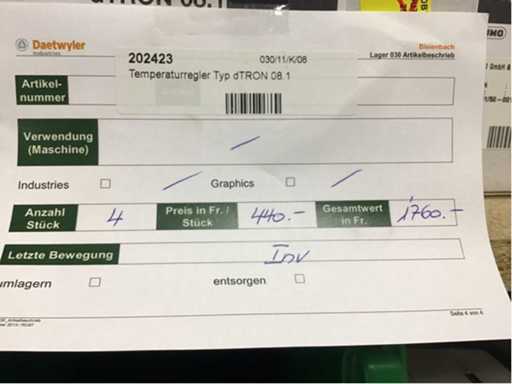 dTRON 08.1
Daetwyler
Industries
Bleienbach
Lager 030 Artikelbeschrieb
202423 030/11/K/06
Temperaturregler Typ dTRON 08.1
Artikel-
nummer
Verwendung
(Maschine)
Industries Graphics
Anzahl
Stück
4
Preis in Fr. /
Stück
440.-
Gesamtwert
in Fr.
1760.-
Letzte Bewegung Inv
umlagern entsorgen
Seite 4 von 4